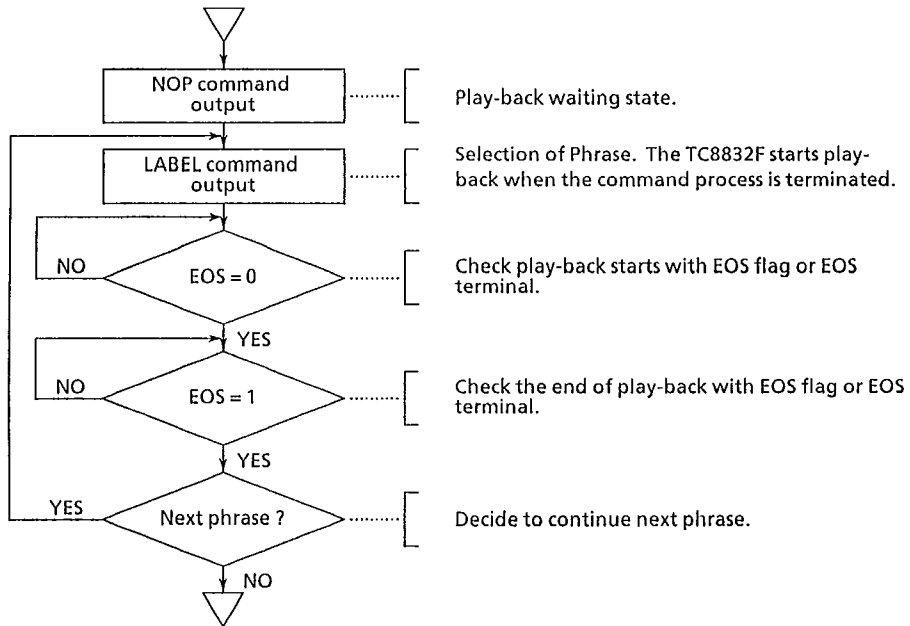 NOP command
output
Play-back waiting state.
LABEL command
output
Selection of Phrase. The TC8832F starts play-
back when the command process is terminated.
NO
EOS = 0
Check play-back starts with EOS flag or EOS
terminal.
YES
NO
EOS = 1
Check the end of play-back with EOS flag or EOS
terminal.
YES
YES
Next phrase ?
Decide to continue next phrase.
NO